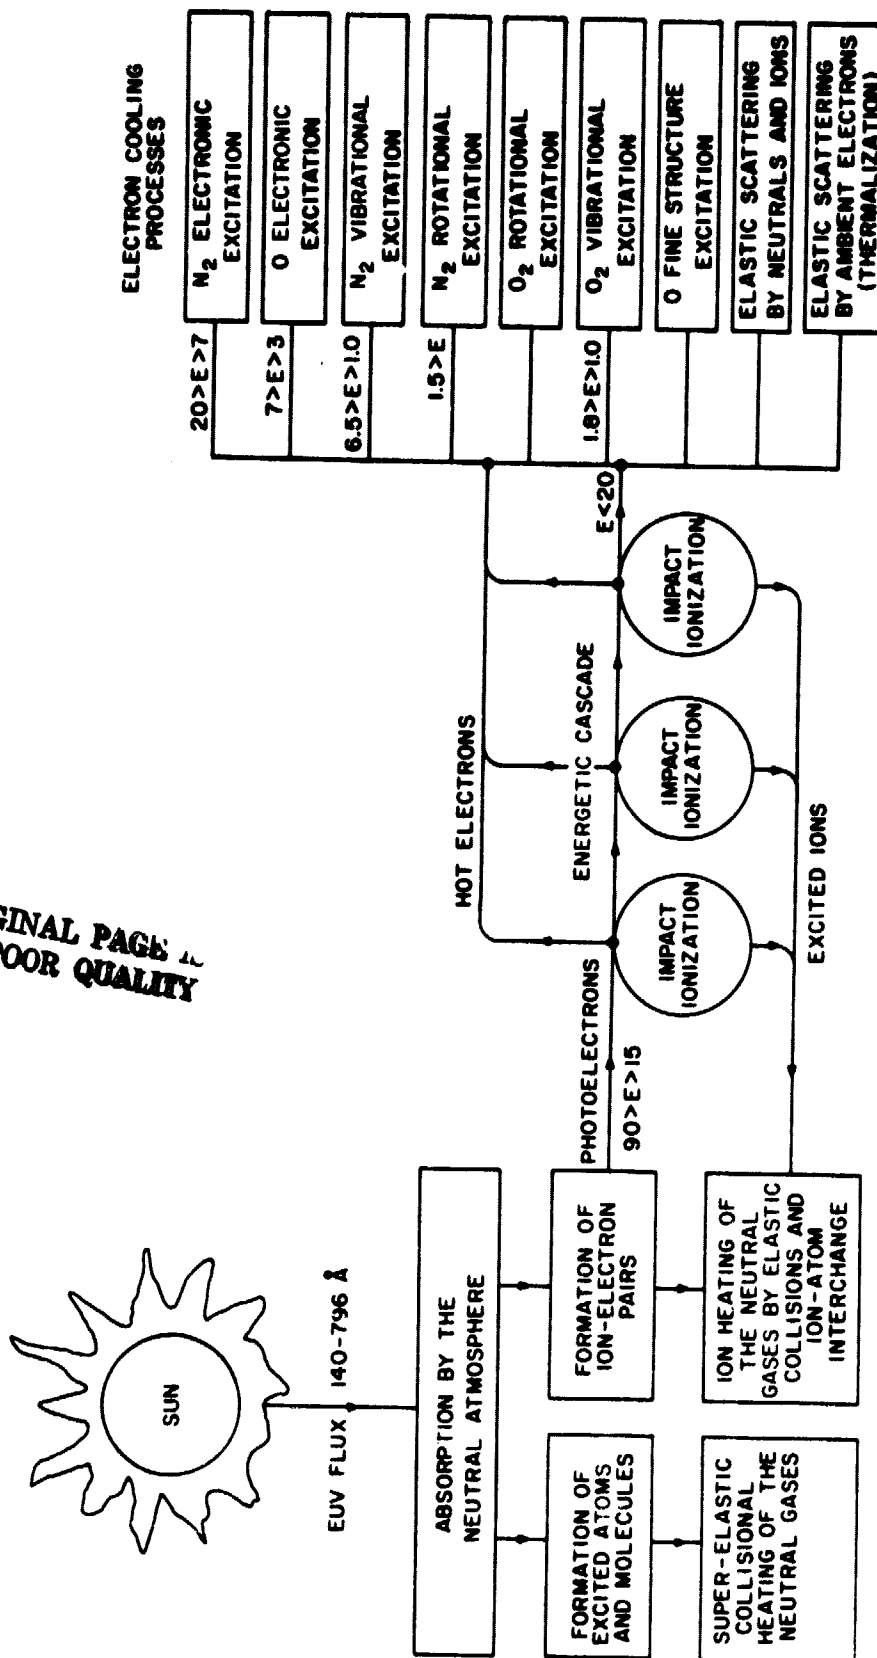 SUN
EUV FLUX 140-796 Å
ABSORPTION BY THE
NEUTRAL ATMOSPHERE
FORMATION OF
EXCITED ATOMS
AND MOLECULES
SUPER-ELASTIC
COLLISIONAL
HEATING OF THE
NEUTRAL GASES
FORMATION OF
ION-ELECTRON
PAIRS
ION HEATING OF
THE NEUTRAL
GASES BY ELASTIC
COLLISIONS AND
ION-ATOM
INTERCHANGE
PHOTOELECTRONS
90>E>15
HOT ELECTRONS
ENERGETIC CASCADE
IMPACT
IONIZATION
IMPACT
IONIZATION
IMPACT
IONIZATION
EXCITED IONS
E<20
ELECTRON COOLING
PROCESSES
20>E>7
N2 ELECTRONIC
EXCITATION
7>E>3
O ELECTRONIC
EXCITATION
6.5>E>1.0
N2 VIBRATIONAL
EXCITATION
1.5>E
N2 ROTATIONAL
EXCITATION
O2 ROTATIONAL
EXCITATION
1.8>E>1.0
O2 VIBRATIONAL
EXCITATION
O FINE STRUCTURE
EXCITATION
ELASTIC SCATTERING
BY NEUTRALS AND IONS
ELASTIC SCATTERING
BY AMBIENT ELECTRONS
(THERMALIZATION)
GINAL PAGE
POOR QUALITY